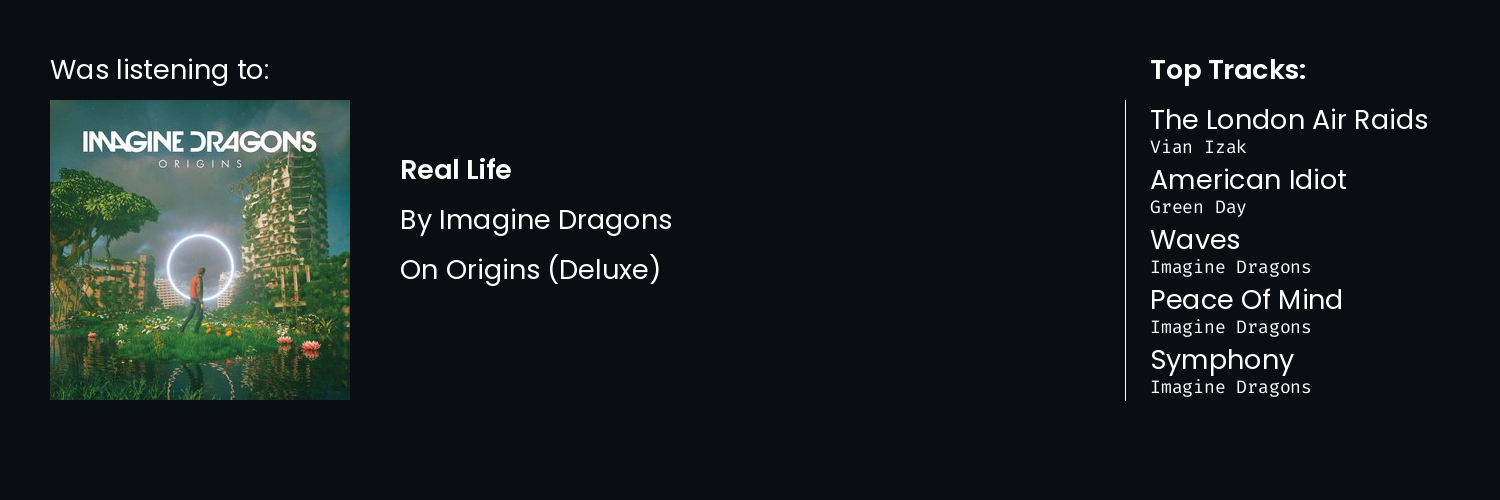 Was listening to:
IMAGINE DRAGONS
ORIGINS
Real Life
By Imagine Dragons
On Origins (Deluxe)
Top Tracks:
The London Air Raids
Vian Izak
American Idiot
Green Day
Waves
Imagine Dragons
Peace Of Mind
Imagine Dragons
Symphony
Imagine Dragons